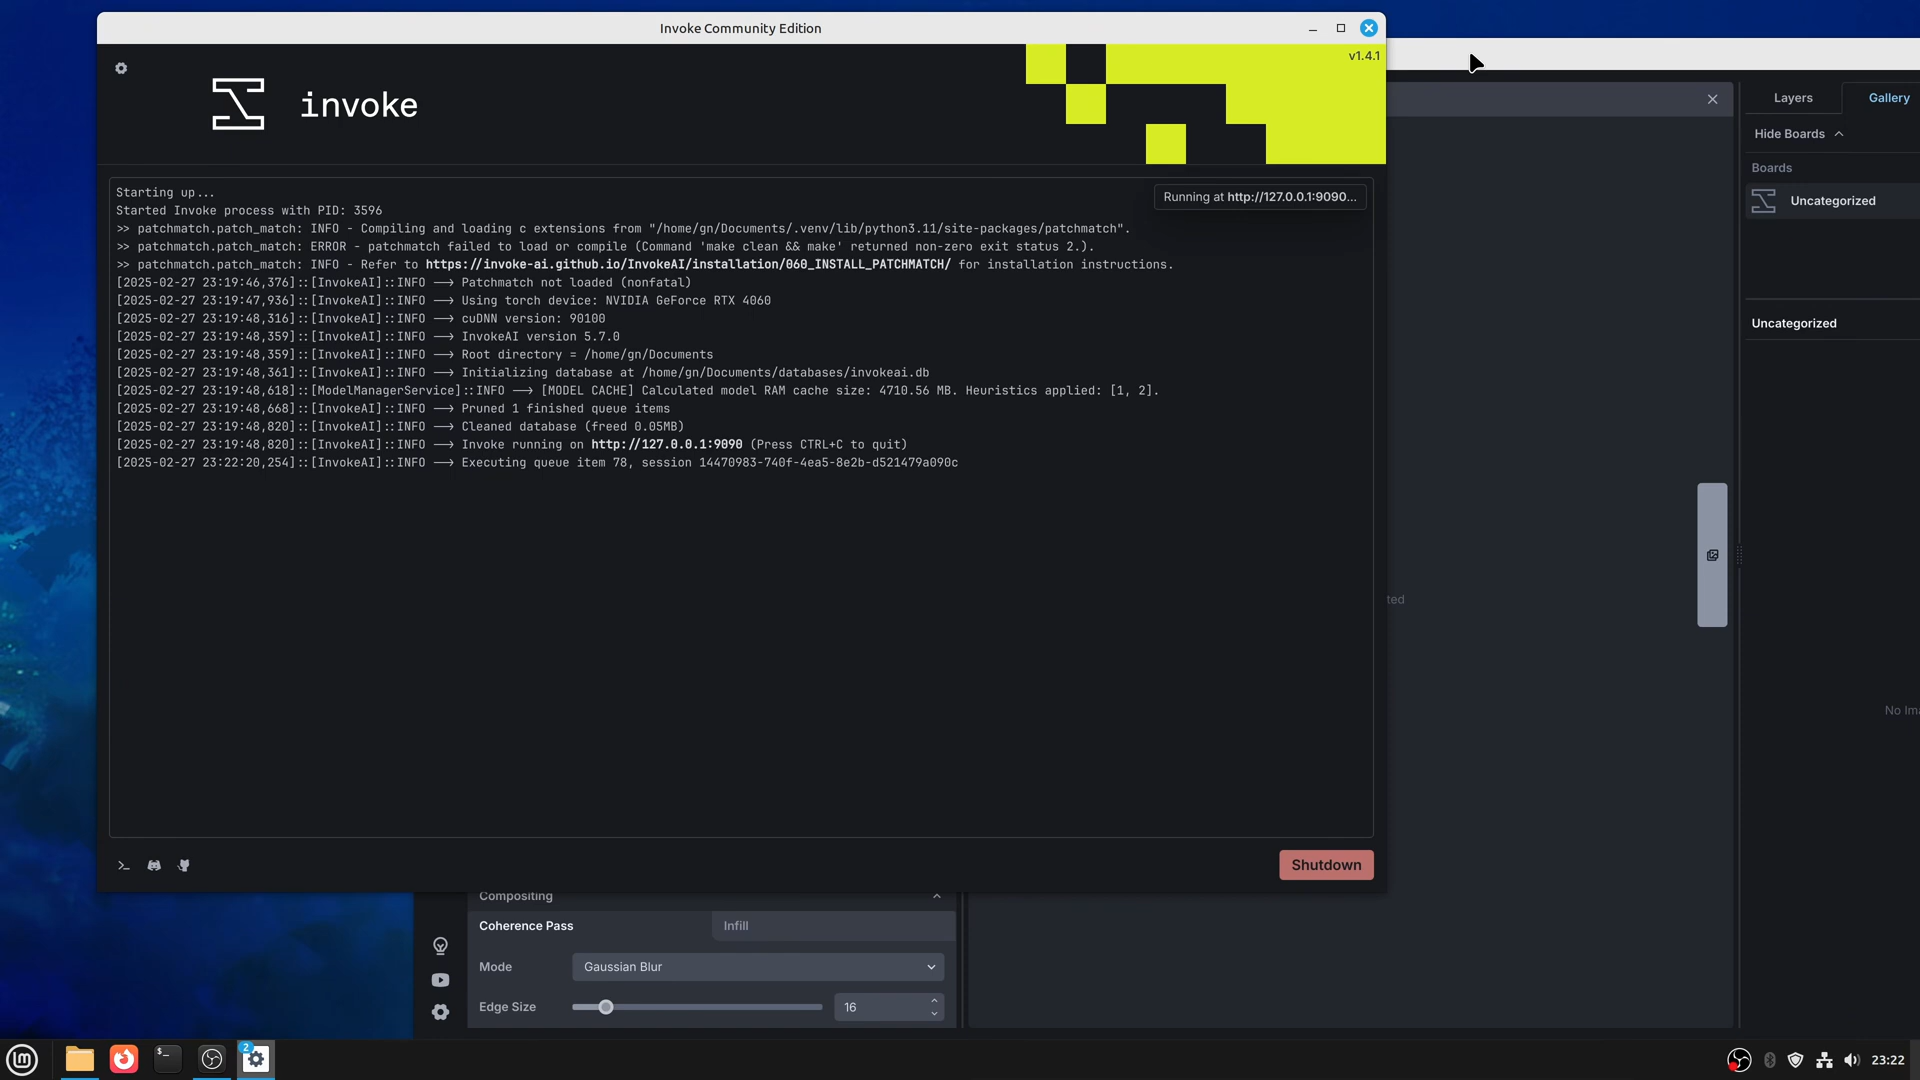 Invoke Community Edition
v1.4.1
invoke
Running at http://127.0.0.1:9090...
Starting up...
Started Invoke process with PID: 3596
>> patchmatch.patch_match: INFO - Compiling and loading c extensions from "/home/gn/Documents/.venv/lib/python3.11/site-packages/patchmatch".
>> patchmatch.patch_match: ERROR - patchmatch failed to load or compile (Command 'make clean && make' returned non-zero exit status 2.).
>> patchmatch.patch_match: INFO - Refer to https://invoke-ai.github.io/InvokeAI/installation/060_INSTALL_PATCHMATCH/ for installation instructions.
[2025-02-27 23:19:46,376]::[InvokeAI]::INFO --> Patchmatch not loaded (nonfatal)
[2025-02-27 23:19:47,936]::[InvokeAI]::INFO --> Using torch device: NVIDIA GeForce RTX 4060
[2025-02-27 23:19:48,316]::[InvokeAI]::INFO --> cuDNN version: 90100
[2025-02-27 23:19:48,359]::[InvokeAI]::INFO --> InvokeAI version 5.7.0
[2025-02-27 23:19:48,359]::[InvokeAI]::INFO --> Root directory = /home/gn/Documents
[2025-02-27 23:19:48,361]::[InvokeAI]::INFO --> Initializing database at /home/gn/Documents/databases/invokeai.db
[2025-02-27 23:19:48,618]::[ModelManagerService]::INFO --> [MODEL CACHE] Calculated model RAM cache size: 4710.56 MB. Heuristics applied: [1, 2].
[2025-02-27 23:19:48,668]::[InvokeAI]::INFO --> Pruned 1 finished queue items
[2025-02-27 23:19:48,820]::[InvokeAI]::INFO --> Cleaned database (freed 0.05MB)
[2025-02-27 23:19:48,820]::[InvokeAI]::INFO --> Invoke running on http://127.0.0.1:9090 (Press CTRL+C to quit)
[2025-02-27 23:22:20,254]::[InvokeAI]::INFO --> Executing queue item 78, session 14470983-740f-4ea5-8e2b-d521479a090c
Shutdown
Layers
Gallery
Hide Boards
Boards
Uncategorized
Uncategorized
ted
No Im
Compositing
Coherence Pass
Infill
Mode
Gaussian Blur
Edge Size
16
2
23:22